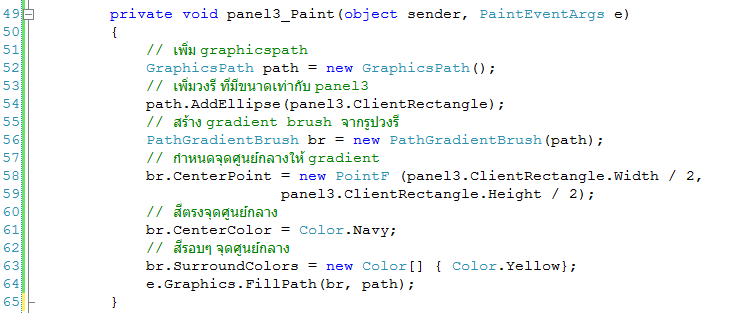 49 private void panel3_Paint(object sender, PaintEventArgs e)
50 {
51 // เพิ่ม graphicspath
52 GraphicsPath path = new GraphicsPath();
53 // เพิ่มวงรี ที่มีขนาดเท่ากับ panel3
54 path.AddEllipse(panel3.ClientRectangle);
55 // สร้าง gradient brush จากรูปวงรี
56 PathGradientBrush br = new PathGradientBrush(path);
57 // กำหนดจุดศูนย์กลางให้ gradient
58 br.CenterPoint = new PointF (panel3.ClientRectangle.Width / 2,
59 panel3.ClientRectangle.Height / 2);
60 // สีตรงจุดศูนย์กลาง
61 br.CenterColor = Color.Navy;
62 // สีรอบๆ จุดศูนย์กลาง
63 br.SurroundColors = new Color[] { Color.Yellow};
64 e.Graphics.FillPath(br, path);
65 }